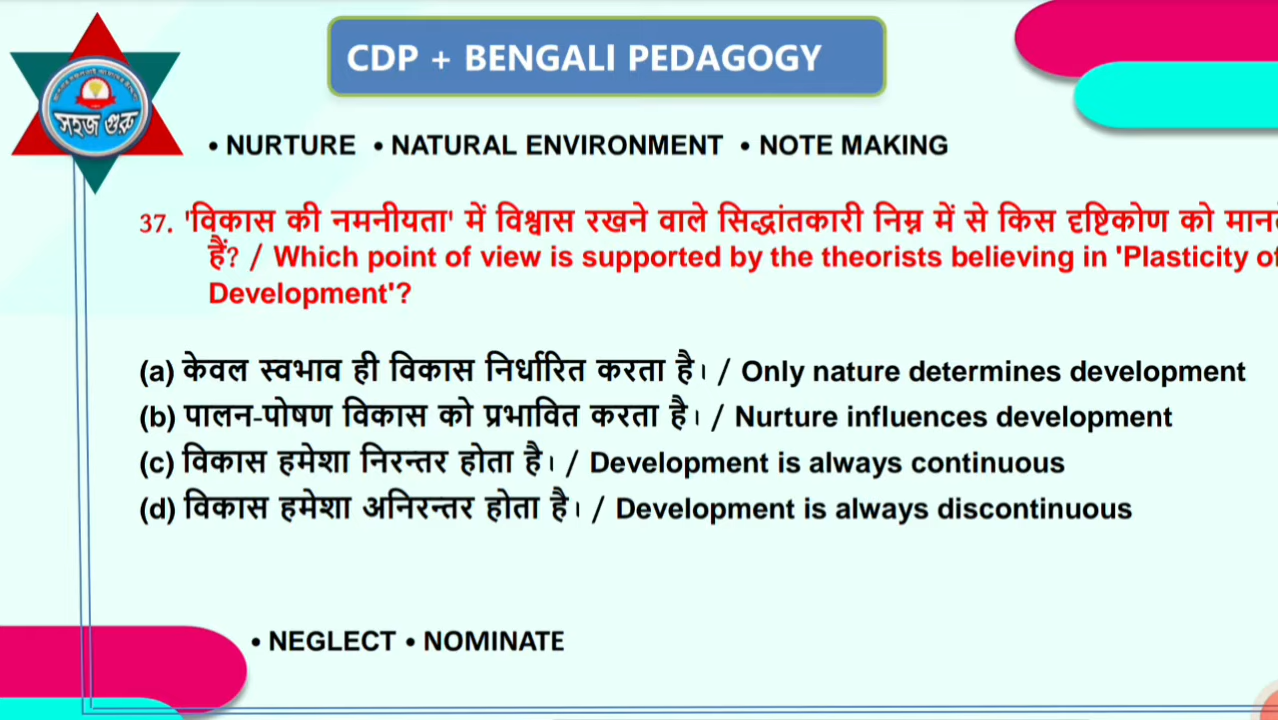 CDP + BENGALI PEDAGOGY
সহজ গুরু
• NURTURE • NATURAL ENVIRONMENT • NOTE MAKING
37. 'विकास की नमनीयता' में विश्वास रखने वाले सिद्धांतकारी निम्न में से किस दृष्टिकोण को
हैं? / Which point of view is supported by the theorists believing in 'Plasticity of
Development'?
(a) केवल स्वभाव ही विकास निर्धारित करता है। / Only nature determines development
(b) पालन-पोषण विकास को प्रभावित करता है। / Nurture influences development
(c) विकास हमेशा निरन्तर होता है। / Development is always continuous
(d) विकास हमेशा अनिरन्तर होता है। / Development is always discontinuous
• NEGLECT • NOMINATE